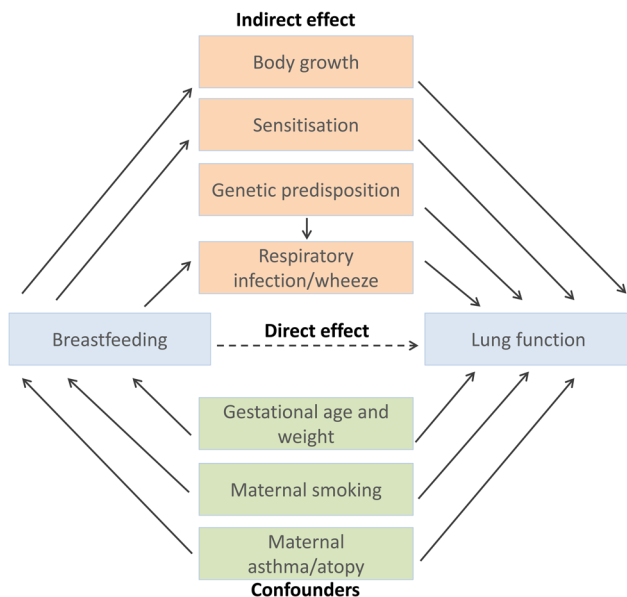 Indirect effect
Body growth
Sensitisation
Genetic predisposition
Respiratory
infection/wheeze
Breastfeeding
Direct effect
Lung function
Gestational age and
weight
Maternal smoking
Maternal
asthma/atopy
Confounders